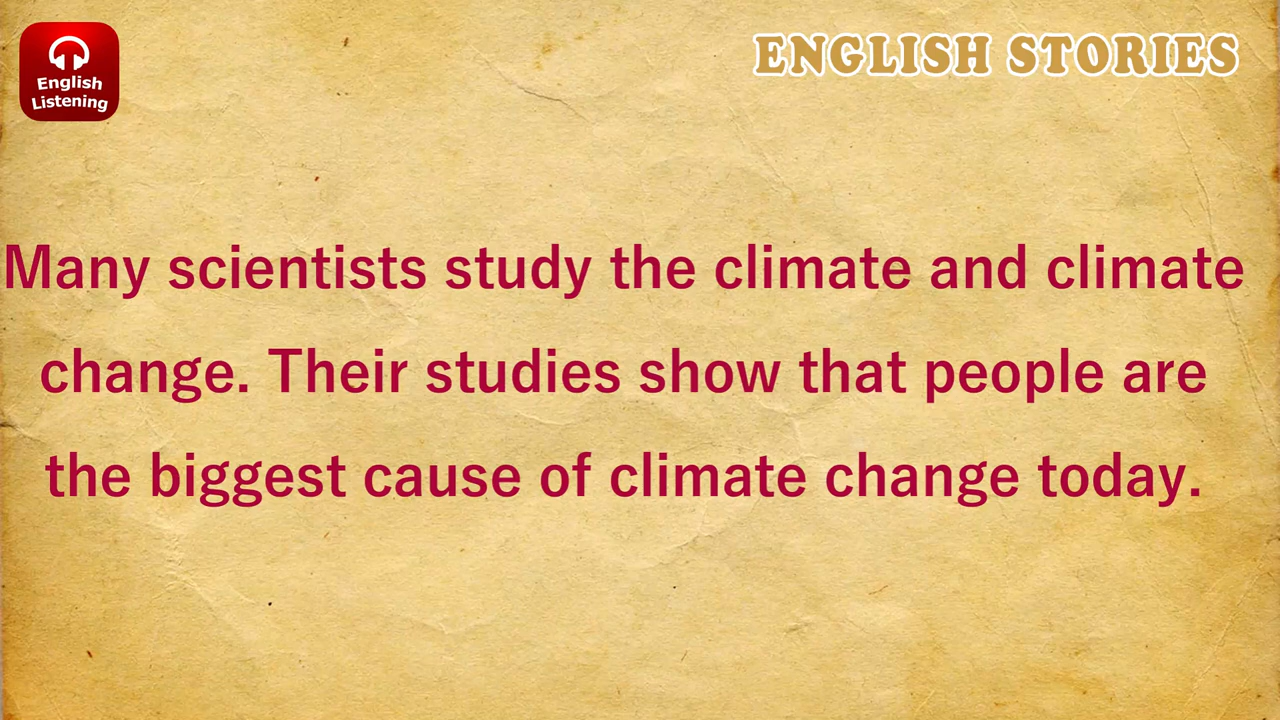 English
Listening
ENGLISH STORIES
Many scientists study the climate and climate
change. Their studies show that people are
the biggest cause of climate change today.